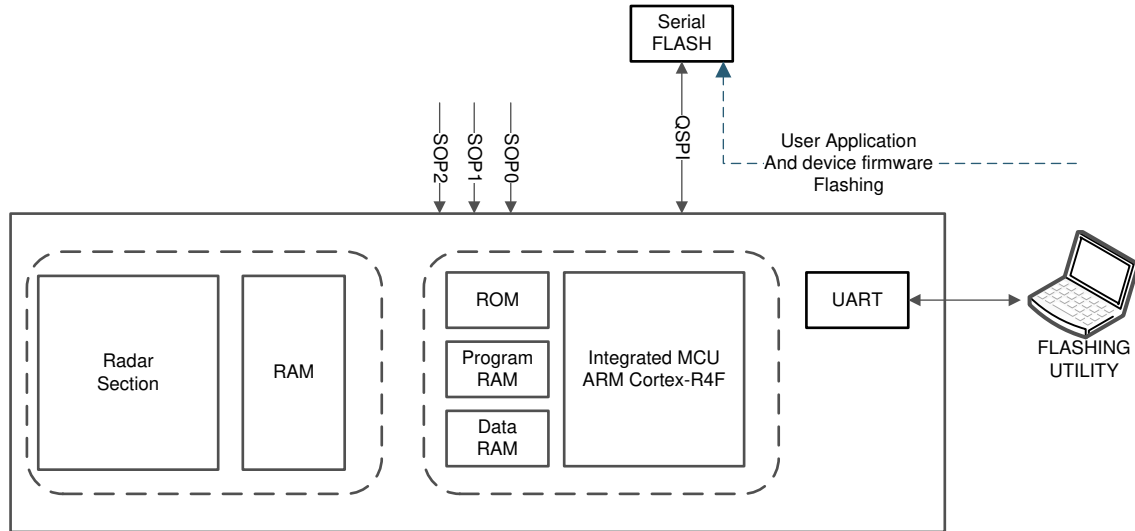 Serial
FLASH
SOP2
SOP1
SOP0
QSPI
User Application
And device firmware
Flashing
Radar
Section
RAM
ROM
Program
RAM
Data
RAM
Integrated MCU
ARM Cortex-R4F
UART
FLASHING
UTILITY